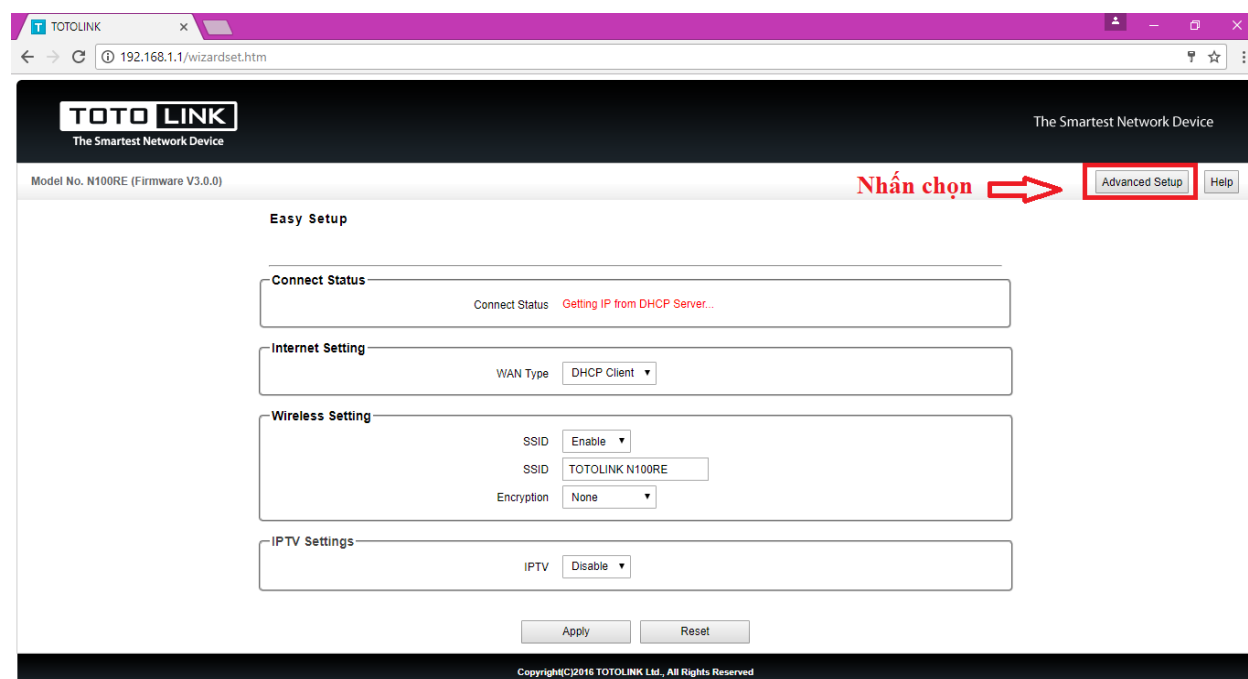 TOTOLINK
192.168.1.1/wizardset.htm
TOTO LINK
The Smartest Network Device
The Smartest Network Device
Model No. N100RE (Firmware V3.0.0)
Nhấn chọn
Advanced Setup
Help
Easy Setup
Connect Status
Connect Status Getting IP from DHCP Server...
Internet Setting
WAN Type DHCP Client
Wireless Setting
SSID Enable
SSID TOTOLINK N100RE
Encryption None
IPTV Settings
IPTV Disable
Apply Reset
Copyright(C)2016 TOTOLINK Ltd., All Rights Reserved